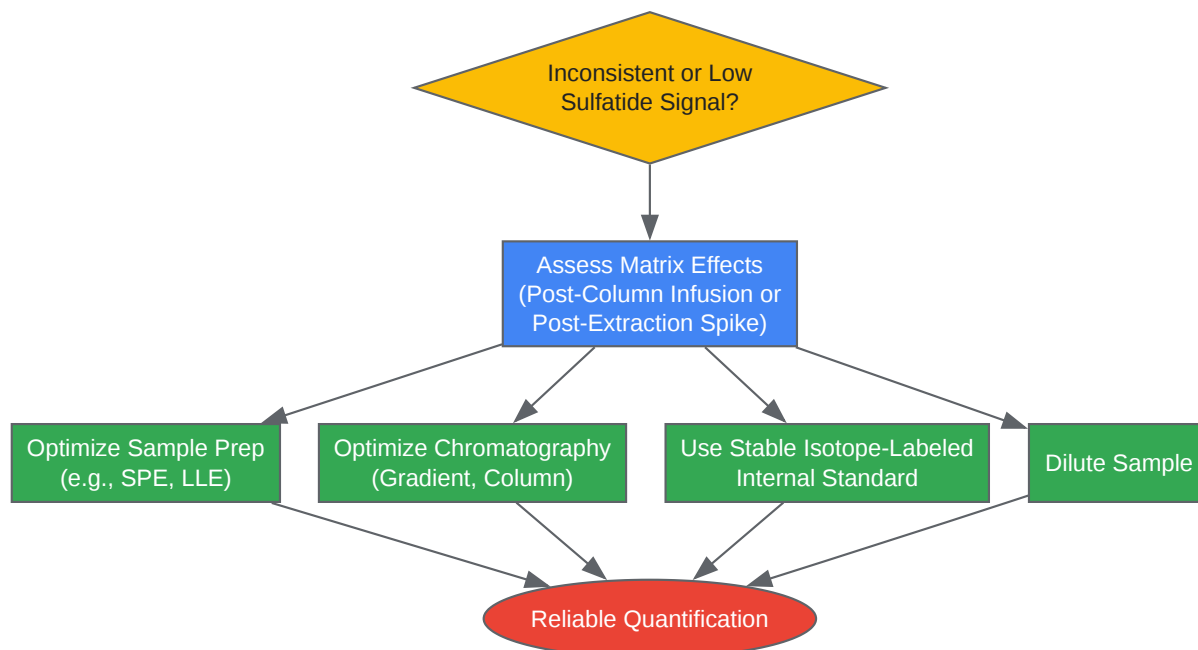 Inconsistent or Low
Sulfatide Signal?
Assess Matrix Effects
(Post-Column Infusion or
Post-Extraction Spike)
Optimize Sample Prep
(e.g., SPE, LLE)
Optimize Chromatography
(Gradient, Column)
Use Stable Isotope-Labeled
Internal Standard
Dilute Sample
Reliable Quantification